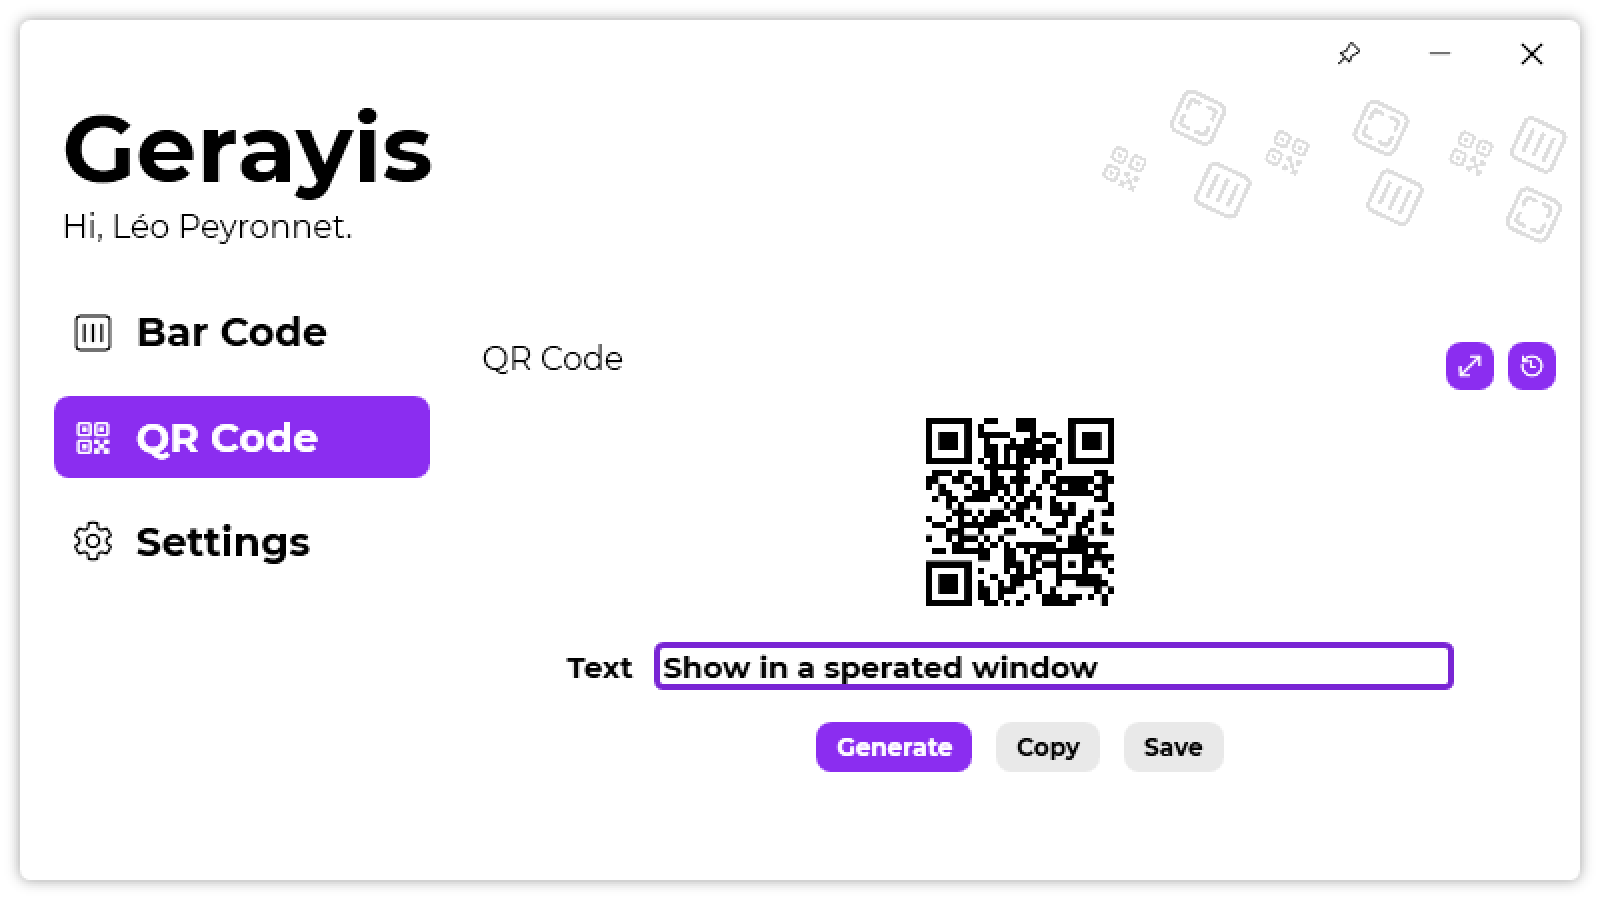 Gerayis
Hi, Léo Peyronnet.
Bar Code
QR Code
Settings
QR Code
Text
Show in a sperated window
Generate
Copy
Save